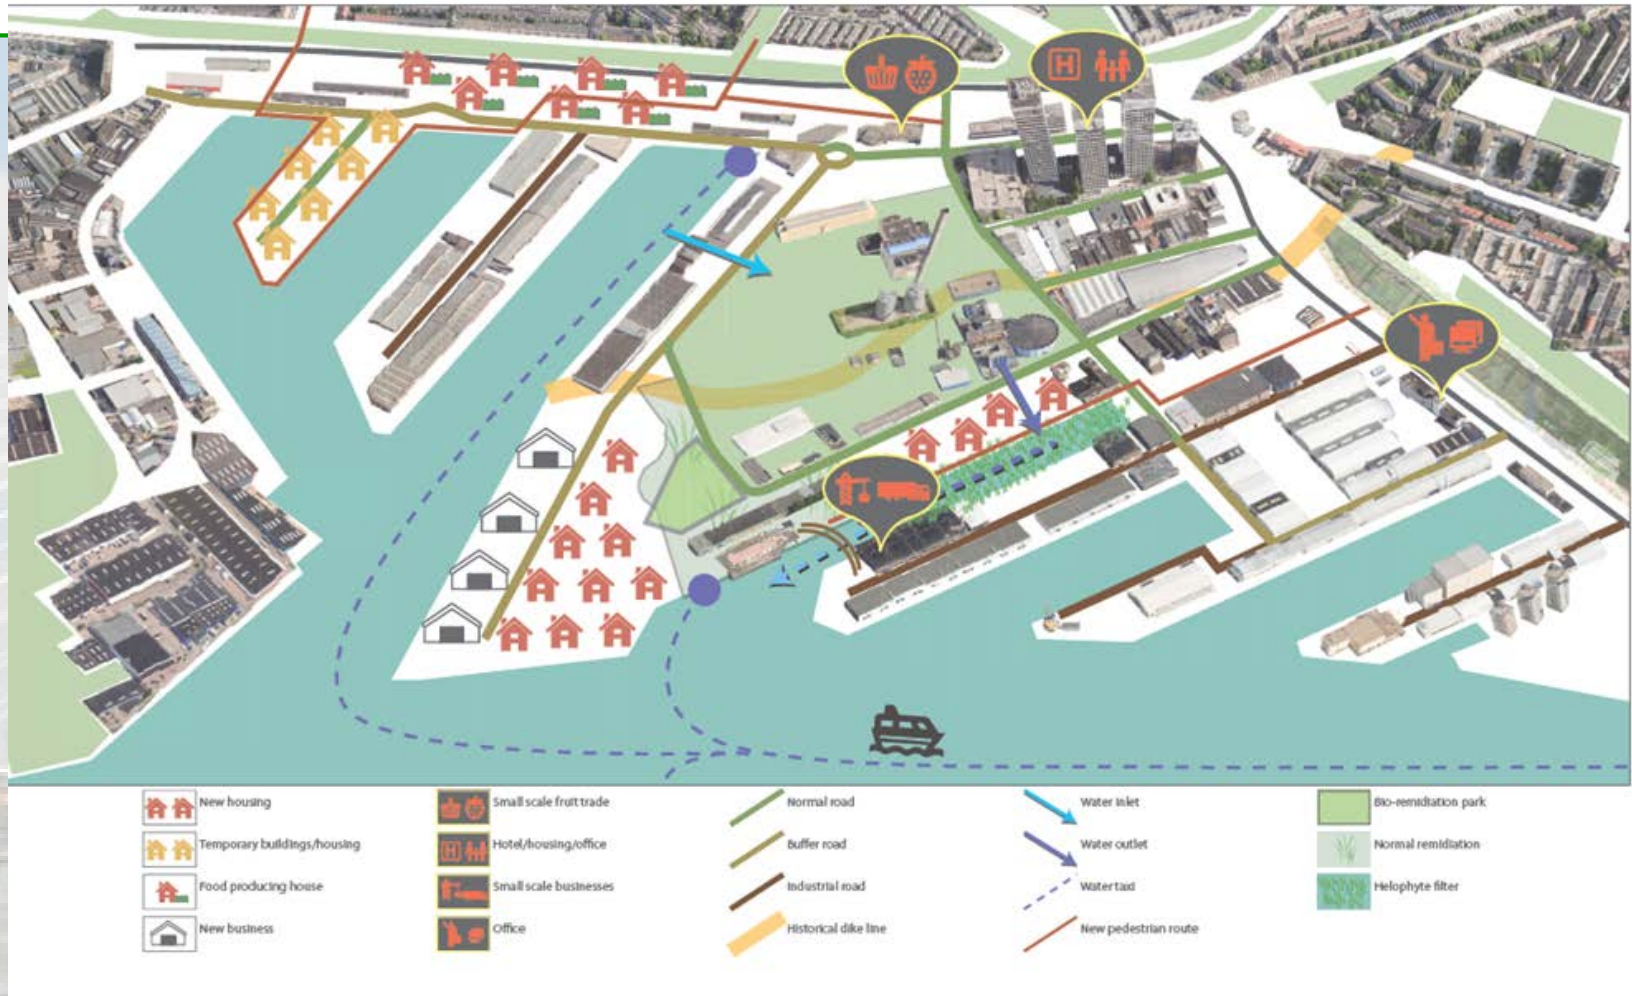 New housing
Temporary buildings/housing
Food producing house
New business
Small scale fruit trade
Hotel/housing/office
Small scale businesses
Office
Normal road
Buffer road
Industrial road
Historical dike line
Water inlet
Water outlet
Water taxi
New pedestrian route
Bio-remidiation park
Normal remidiation
Helophyte filter
H
H